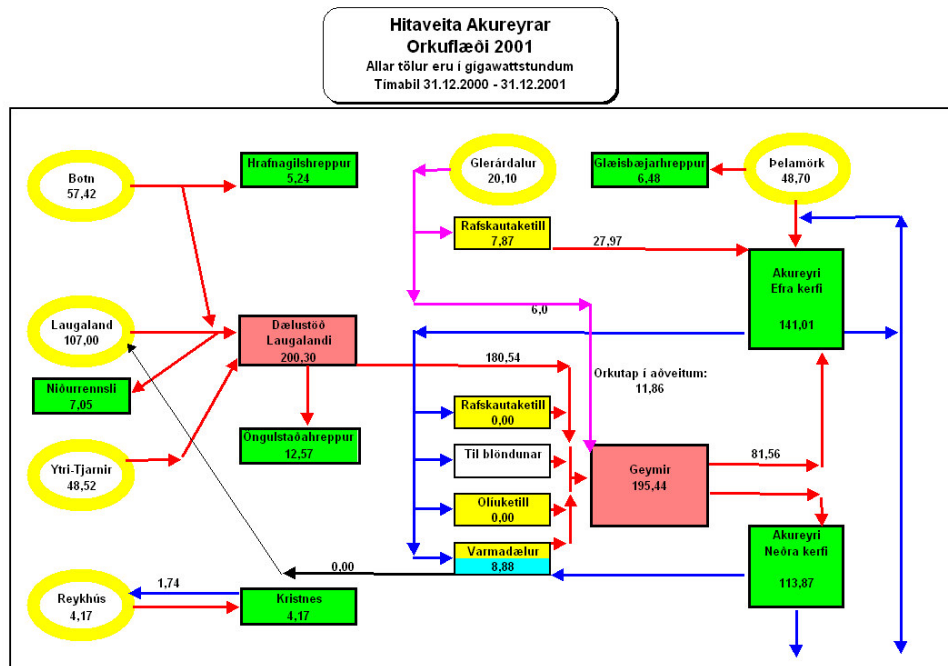 Hitaveita Akureyrar
Orkuflæði 2001
Allar tölur eru í gígawattstundum
Tímabil 31.12.2000 - 31.12.2001
Botn
57,42
Hrafnagilshreppur
5,24
Glerárdalur
20,10
Glæisbæjarhreppur
6,48
Þelamörk
48,70
Rafskautaketill
7,87
27,97
Akureyri
Efra kerfi
141,01
6,0
Laugaland
107,00
Dælustöð
Laugalandi
200,30
180,54
Orkutap í aðveitum:
11,86
Niðurrennsli
7,05
Rafskautaketill
0,00
Öngulstaðahreppur
12,57
Til blöndunar
Ytri-Tjarnir
48,52
Geymir
195,44
81,56
Olíuketill
0,00
Akureyri
Neðra kerfi
113,87
Varmadælur
8,88
0,00
1,74
Reykhús
4,17
Kristnes
4,17